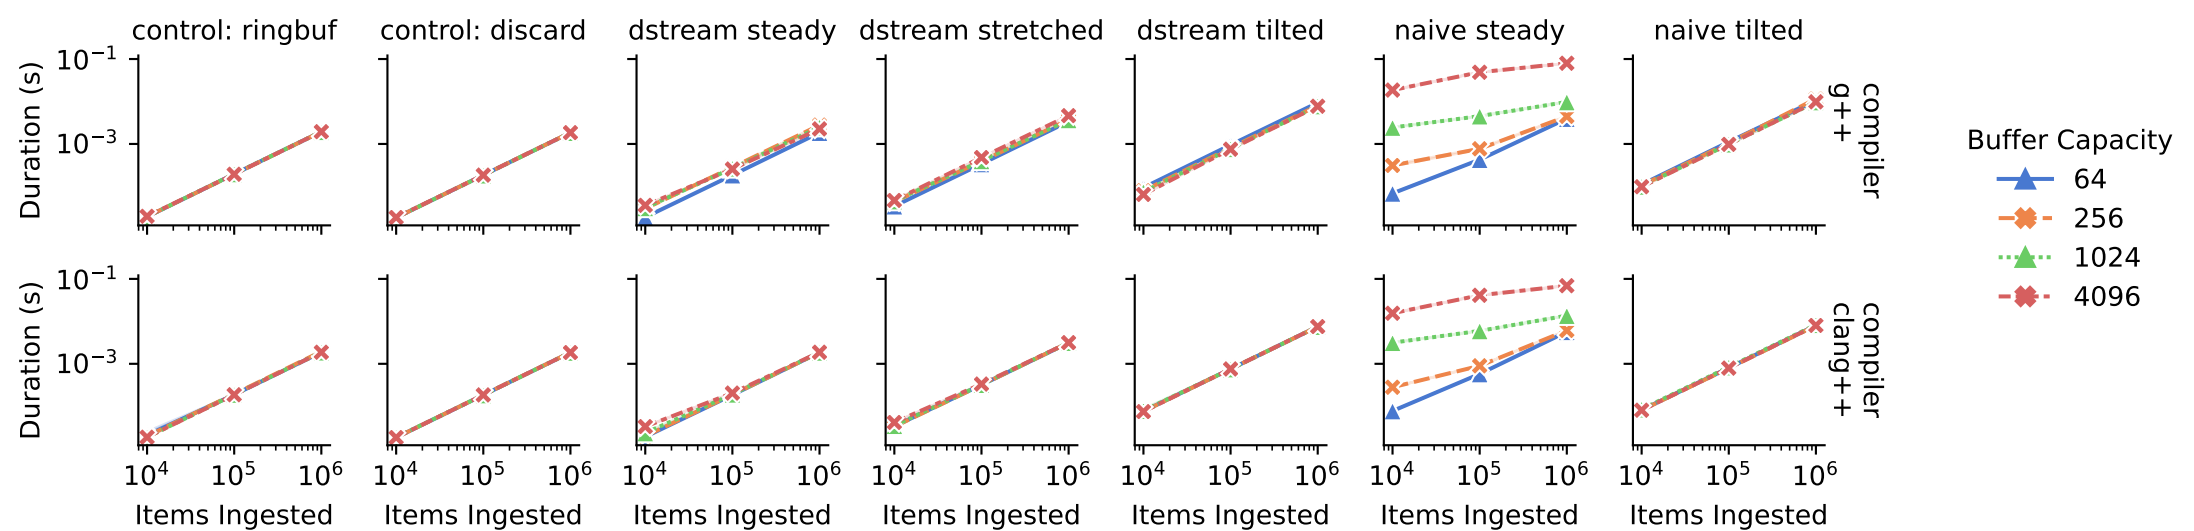 control: ringbuf
control: discard
dstream steady
dstream stretched
dstream tilted
naive steady
naive tilted
Duration (s)
10^-1
10^-3
compiler
g++
Duration (s)
10^-1
10^-3
compiler
clang++
10^4 10^5 10^6
10^4 10^5 10^6
10^4 10^5 10^6
10^4 10^5 10^6
10^4 10^5 10^6
10^4 10^5 10^6
10^4 10^5 10^6
Items Ingested
Items Ingested
Items Ingested
Items Ingested
Items Ingested
Items Ingested
Items Ingested
Buffer Capacity
64
256
1024
4096